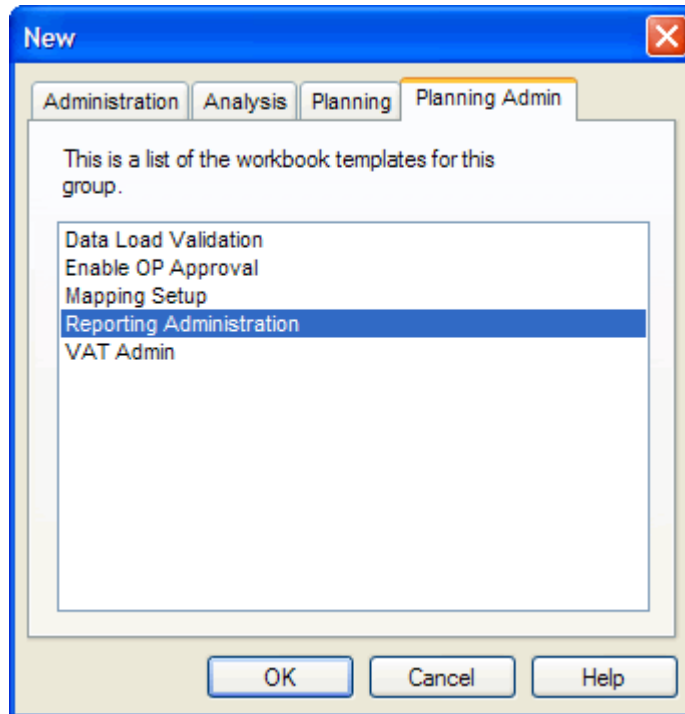 New
Administration Analysis Planning Planning Admin
This is a list of the workbook templates for this
group.
Data Load Validation
Enable OP Approval
Mapping Setup
Reporting Administration
VAT Admin
OK Cancel Help